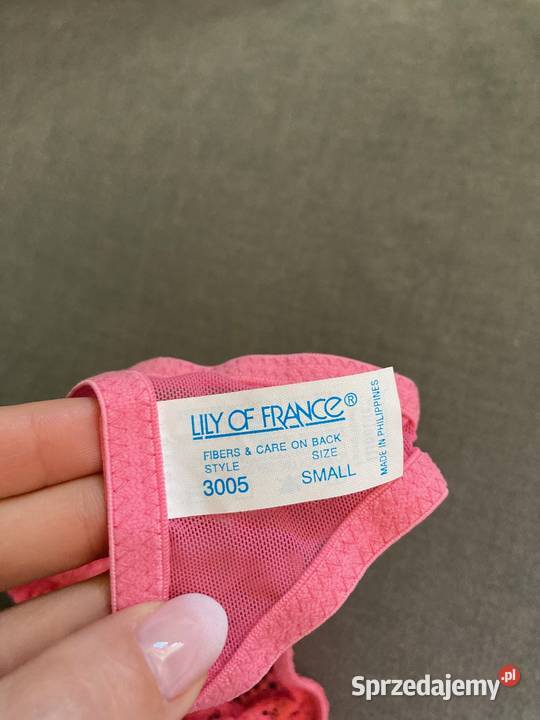 LILY OF FRANCE®
FIBERS & CARE ON BACK
STYLE SIZE
3005 SMALL
MADE IN PHILIPPINES
Sprzedajemy.pl